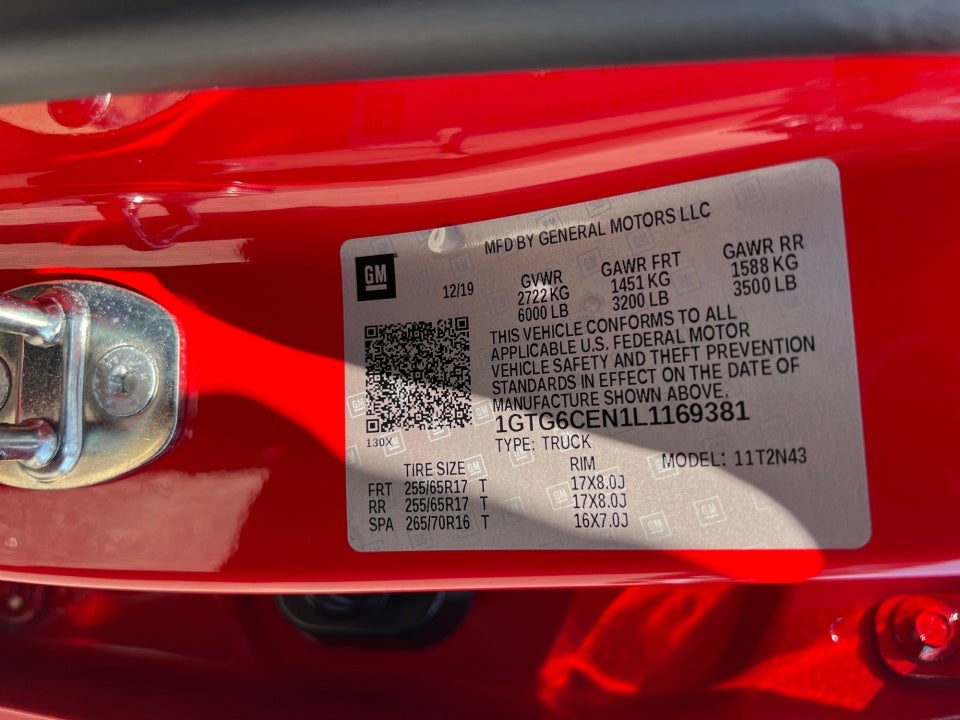 MFD BY GENERAL MOTORS LLC
GM
12/19
GVWR GAWR FRT GAWR RR
2722 KG 1451 KG 1588 KG
6000 LB 3200 LB 3500 LB
THIS VEHICLE CONFORMS TO ALL
APPLICABLE U.S. FEDERAL MOTOR
VEHICLE SAFETY AND THEFT PREVENTION
STANDARDS IN EFFECT ON THE DATE OF
MANUFACTURE SHOWN ABOVE.
1GTG6CEN1L1169381
130X
TYPE: TRUCK MODEL: 11T2N43
TIRE SIZE RIM
FRT 255/65R17 T 17X8.0J
RR 255/65R17 T 17X8.0J
SPA 265/70R16 T 16X7.0J